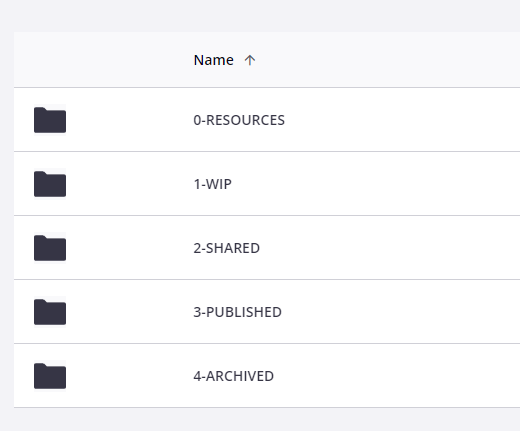 Name
0-RESOURCES
1-WIP
2-SHARED
3-PUBLISHED
4-ARCHIVED